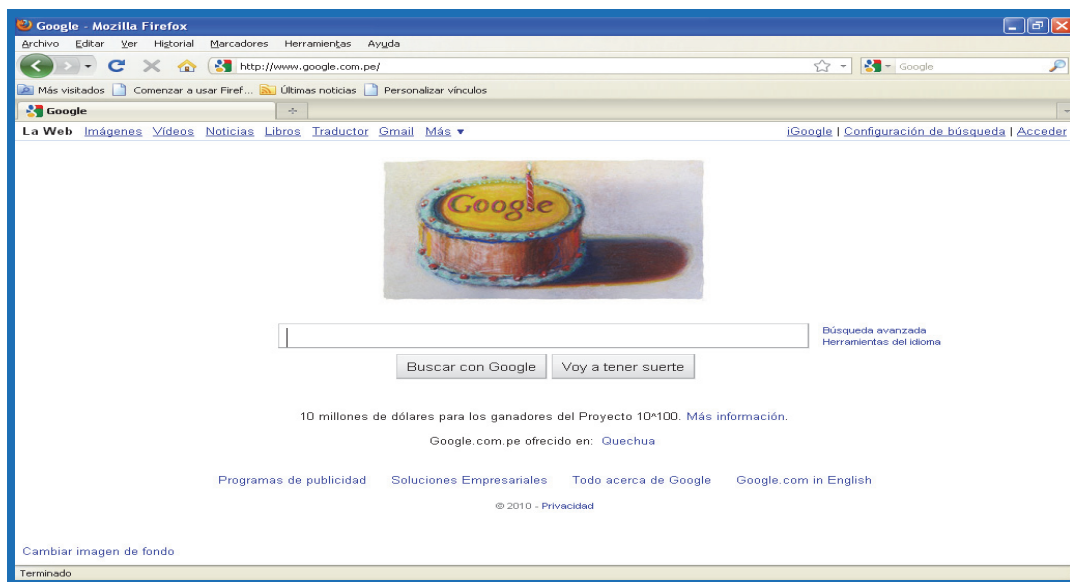 Google - Mozilla Firefox
Archivo Editar Ver Historial Marcadores Herramientas Ayuda
http://www.google.com.pe/ Google
Más visitados Comenzar a usar Firef... Últimas noticias Personalizar vínculos
Google
La Web Imágenes Vídeos Noticias Libros Traductor Gmail Más ▼ iGoogle | Configuración de búsqueda | Acceder
Google
Búsqueda avanzada
Herramientas del idioma
Buscar con Google Voy a tener suerte
10 millones de dólares para los ganadores del Proyecto 10^100. Más información.
Google.com.pe ofrecido en: Quechua
Programas de publicidad Soluciones Empresariales Todo acerca de Google Google.com in English
© 2010 - Privacidad
Cambiar imagen de fondo
Terminado